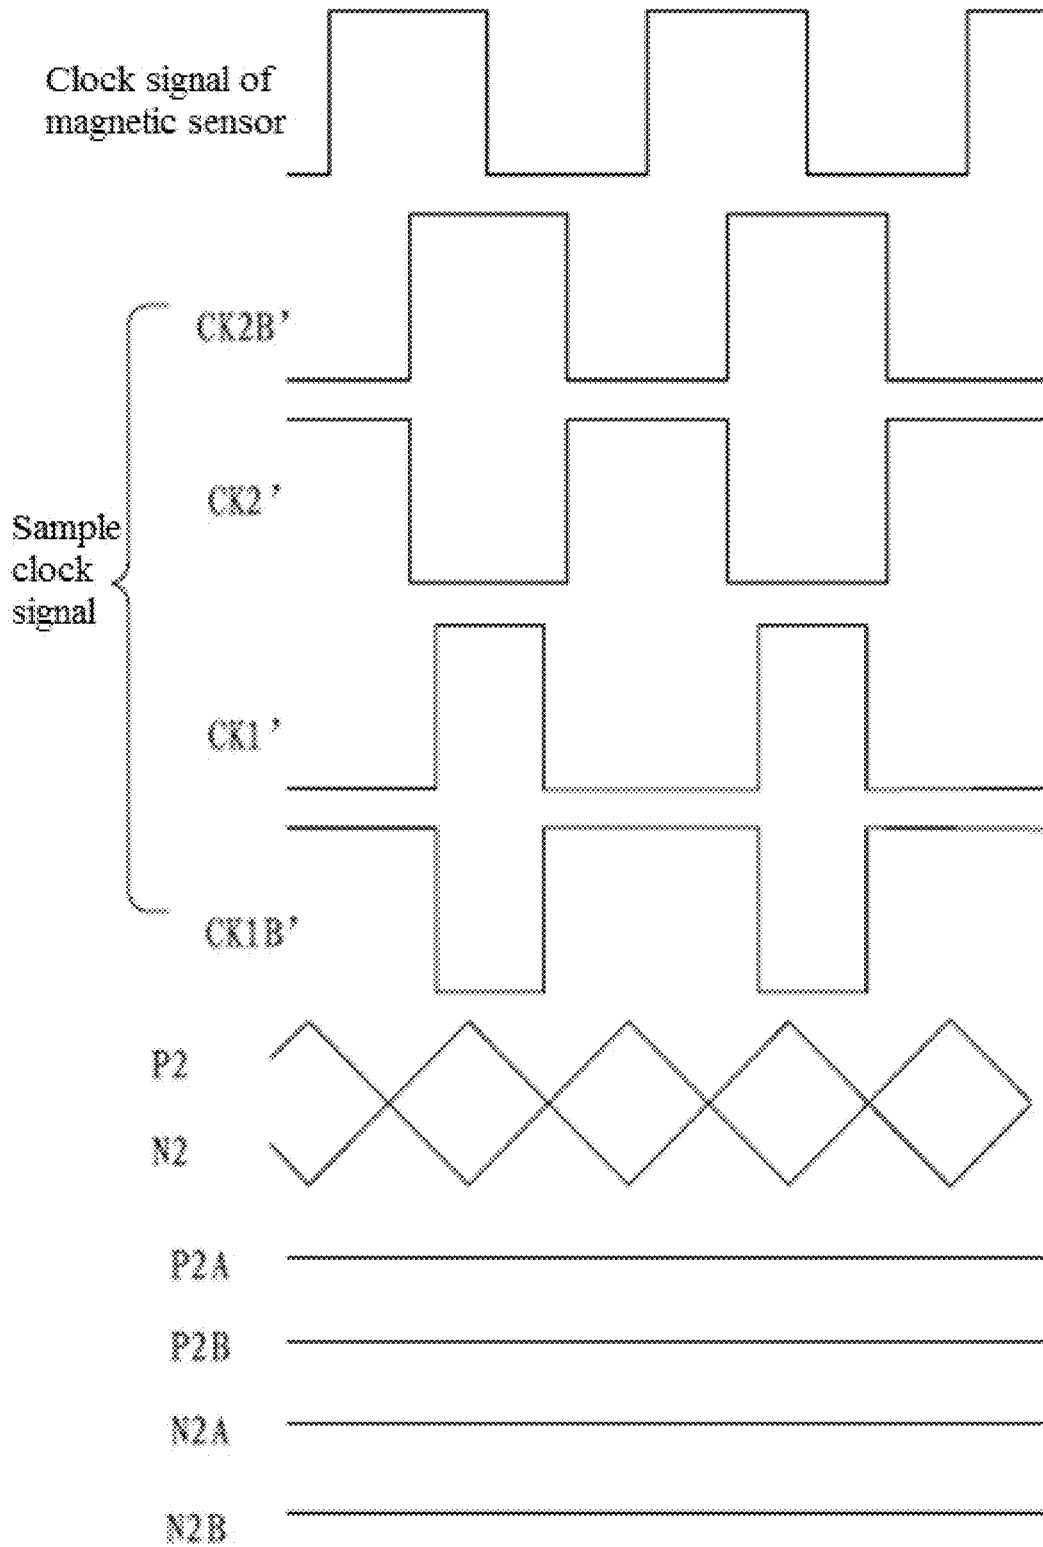 Clock signal of
magnetic sensor
CK2B'
CK2'
Sample
clock
signal
CK1'
CK1B'
P2
N2
P2A
P2B
N2A
N2B